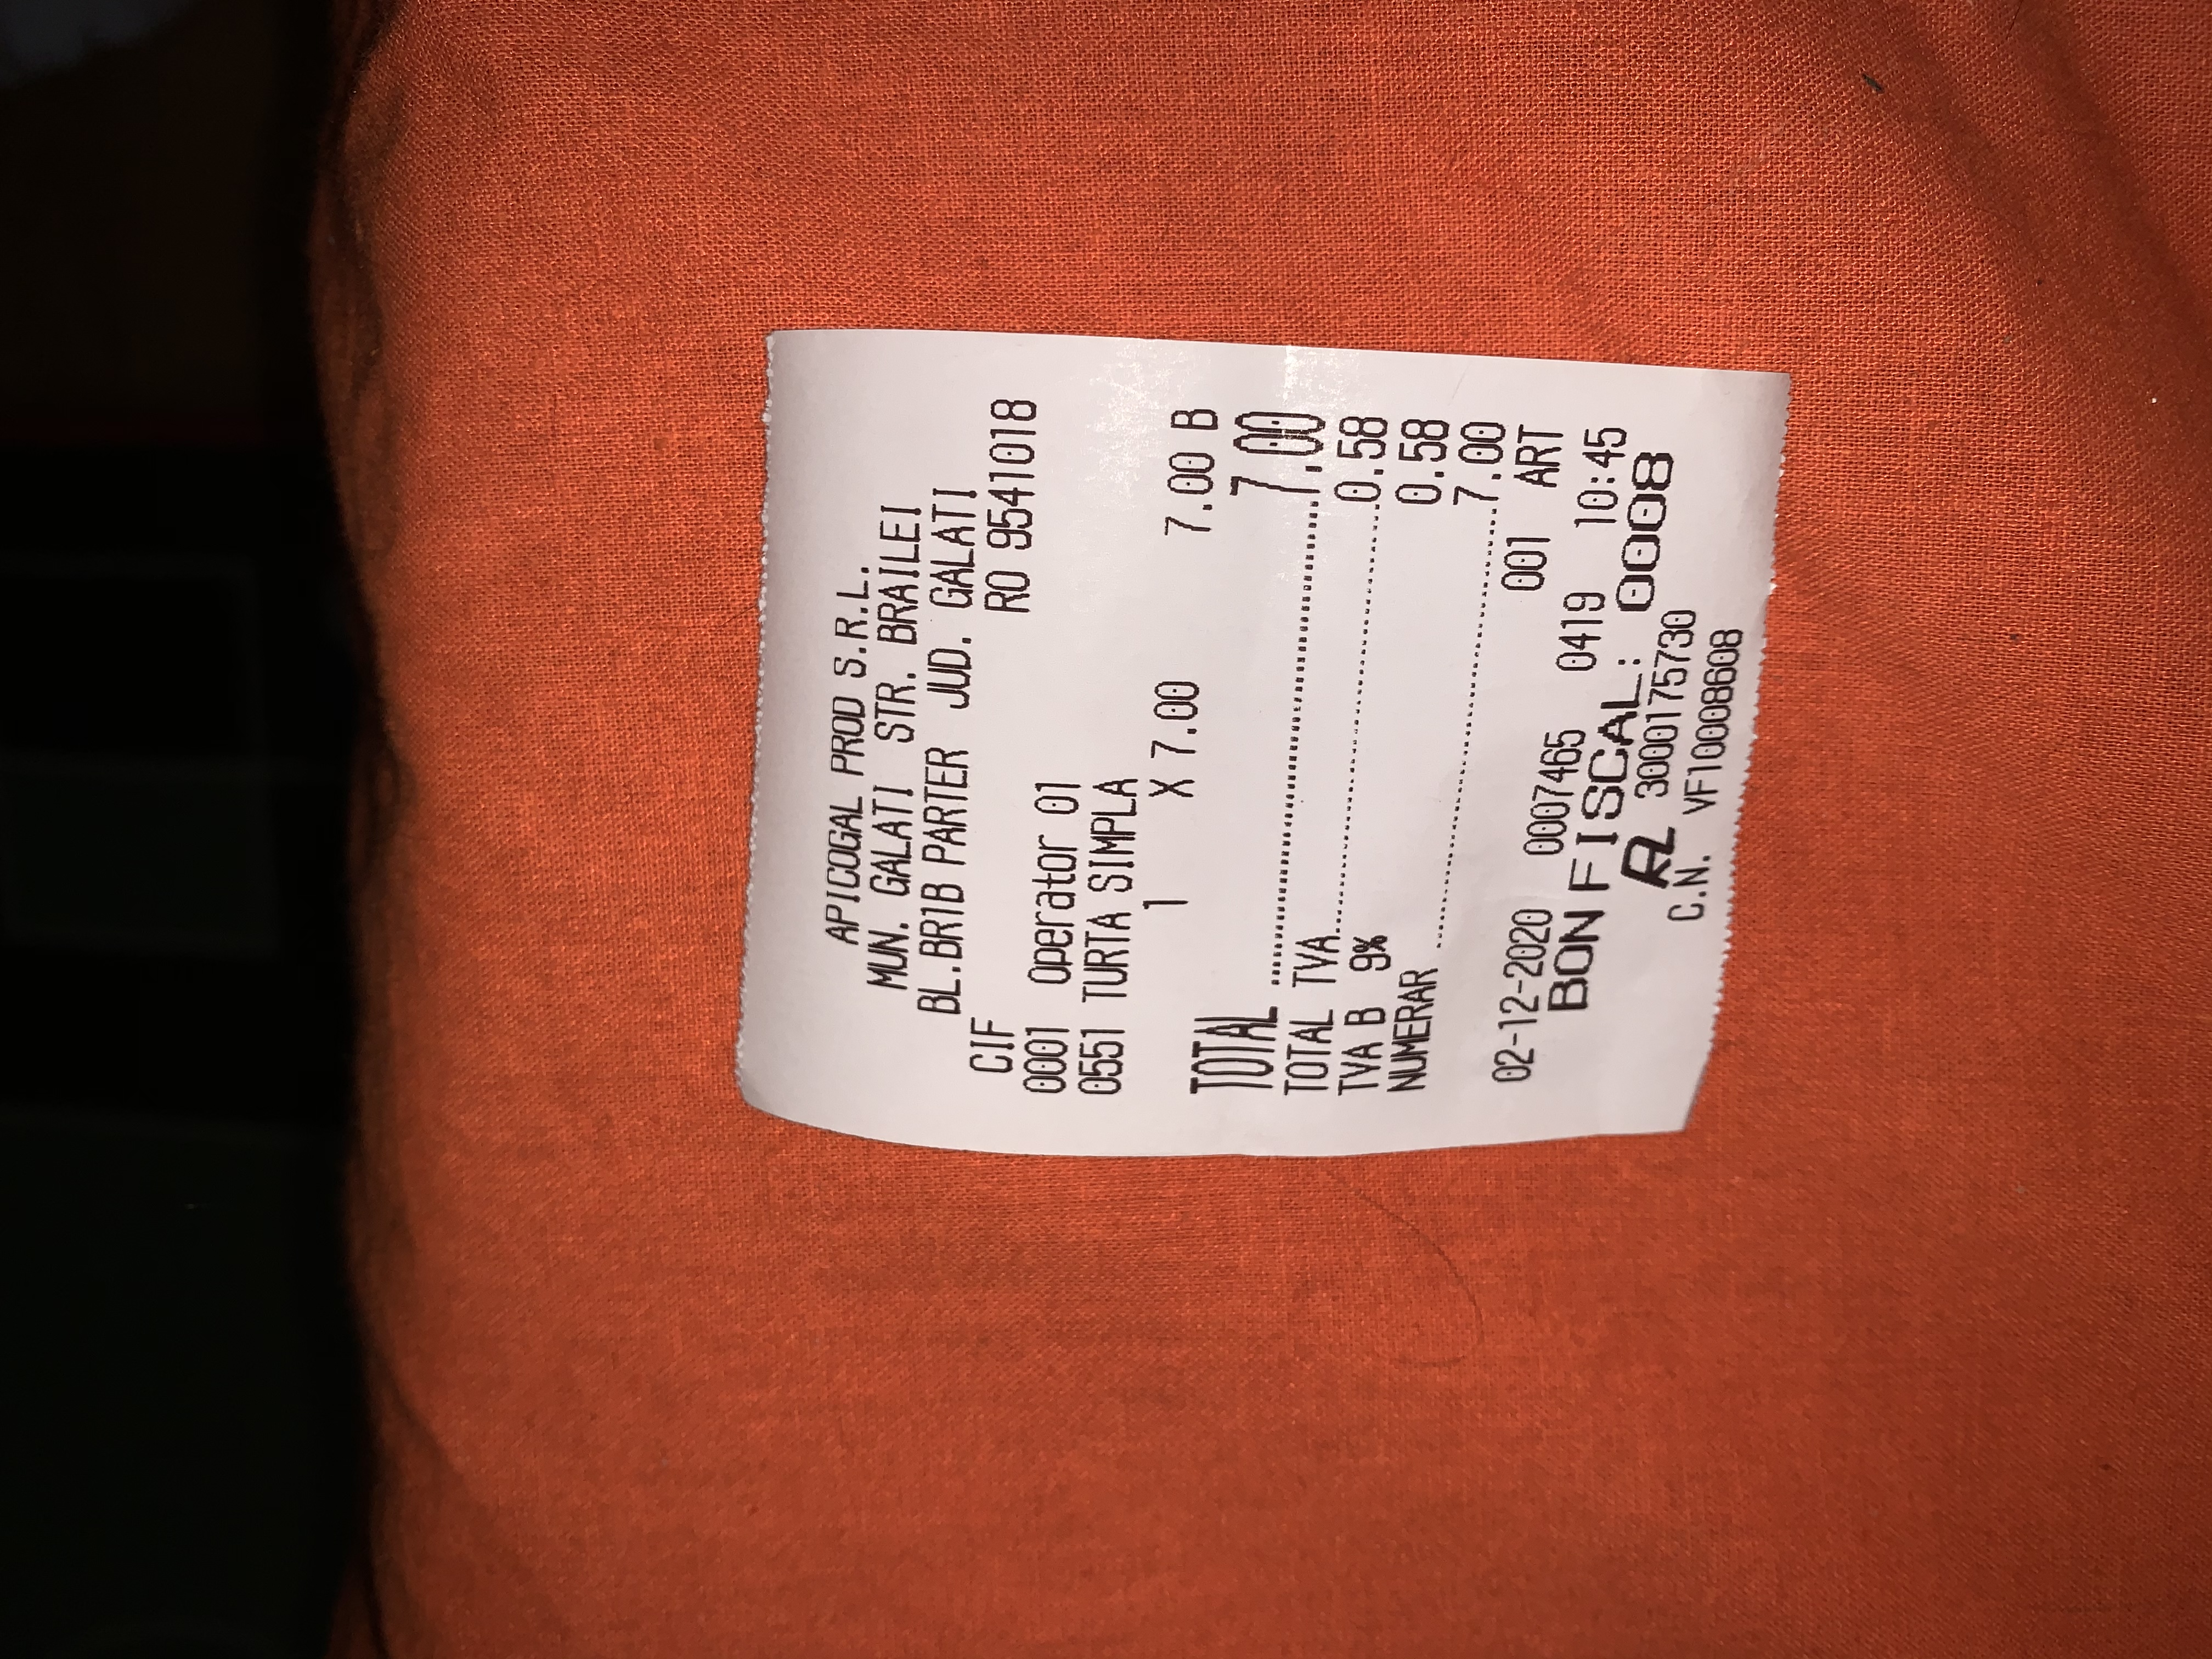 APICOGAL PROD S.R.L.
MUN. GALATI STR. BRAILEI
BL.BR1B PARTER JUD. GALATI
CIF RO 9541018
0001 Operator 01
0551 TURTA SIMPLA
1 X 7.00
7.00 B
TOTAL ............................ 7.00
TOTAL TVA............................0.58
TVA B 9% 0.58
NUMERAR ............................7.00
001 ART
02-12-2020 0007465 0419 10:45
BON FISCAL: 0008
3000175730
C.N. VF10008608